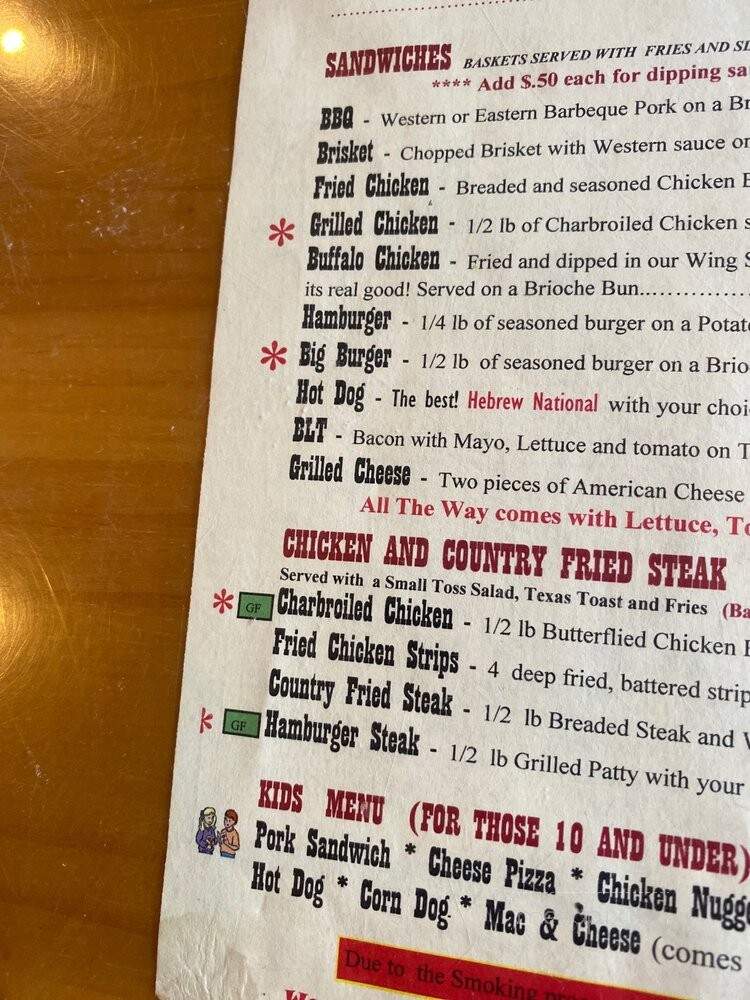 SANDWICHES BASKETS SERVED WITH FRIES AND
**** Add $.50 each for dipping
BBQ - Western or Eastern Barbeque Pork on a
Brisket - Chopped Brisket with Western sauce
Fried Chicken - Breaded and seasoned Chicken
* Grilled Chicken - 1/2 lb of Charbroiled Chicken
Buffalo Chicken - Fried and dipped in our Wing
its real good! Served on a Brioche Bun..............
Hamburger - 1/4 lb of seasoned burger on a
* Big Burger - 1/2 lb of seasoned burger on a
Hot Dog - The best! Hebrew National with your
BLT - Bacon with Mayo, Lettuce and tomato on
Grilled Cheese - Two pieces of American Cheese
All The Way comes with Lettuce,
CHICKEN AND COUNTRY FRIED STEAK
Served with a Small Toss Salad, Texas Toast and Fries
* GF Charbroiled Chicken - 1/2 lb Butterflied Chicken
Fried Chicken Strips - 4 deep fried, battered
Country Fried Steak - 1/2 lb Breaded Steak and
* GF Hamburger Steak - 1/2 lb Grilled Patty with your
KIDS MENU (FOR THOSE 10 AND UNDER)
Pork Sandwich * Cheese Pizza * Chicken
Hot Dog * Corn Dog * Mac & Cheese (comes
Due to the Smoking